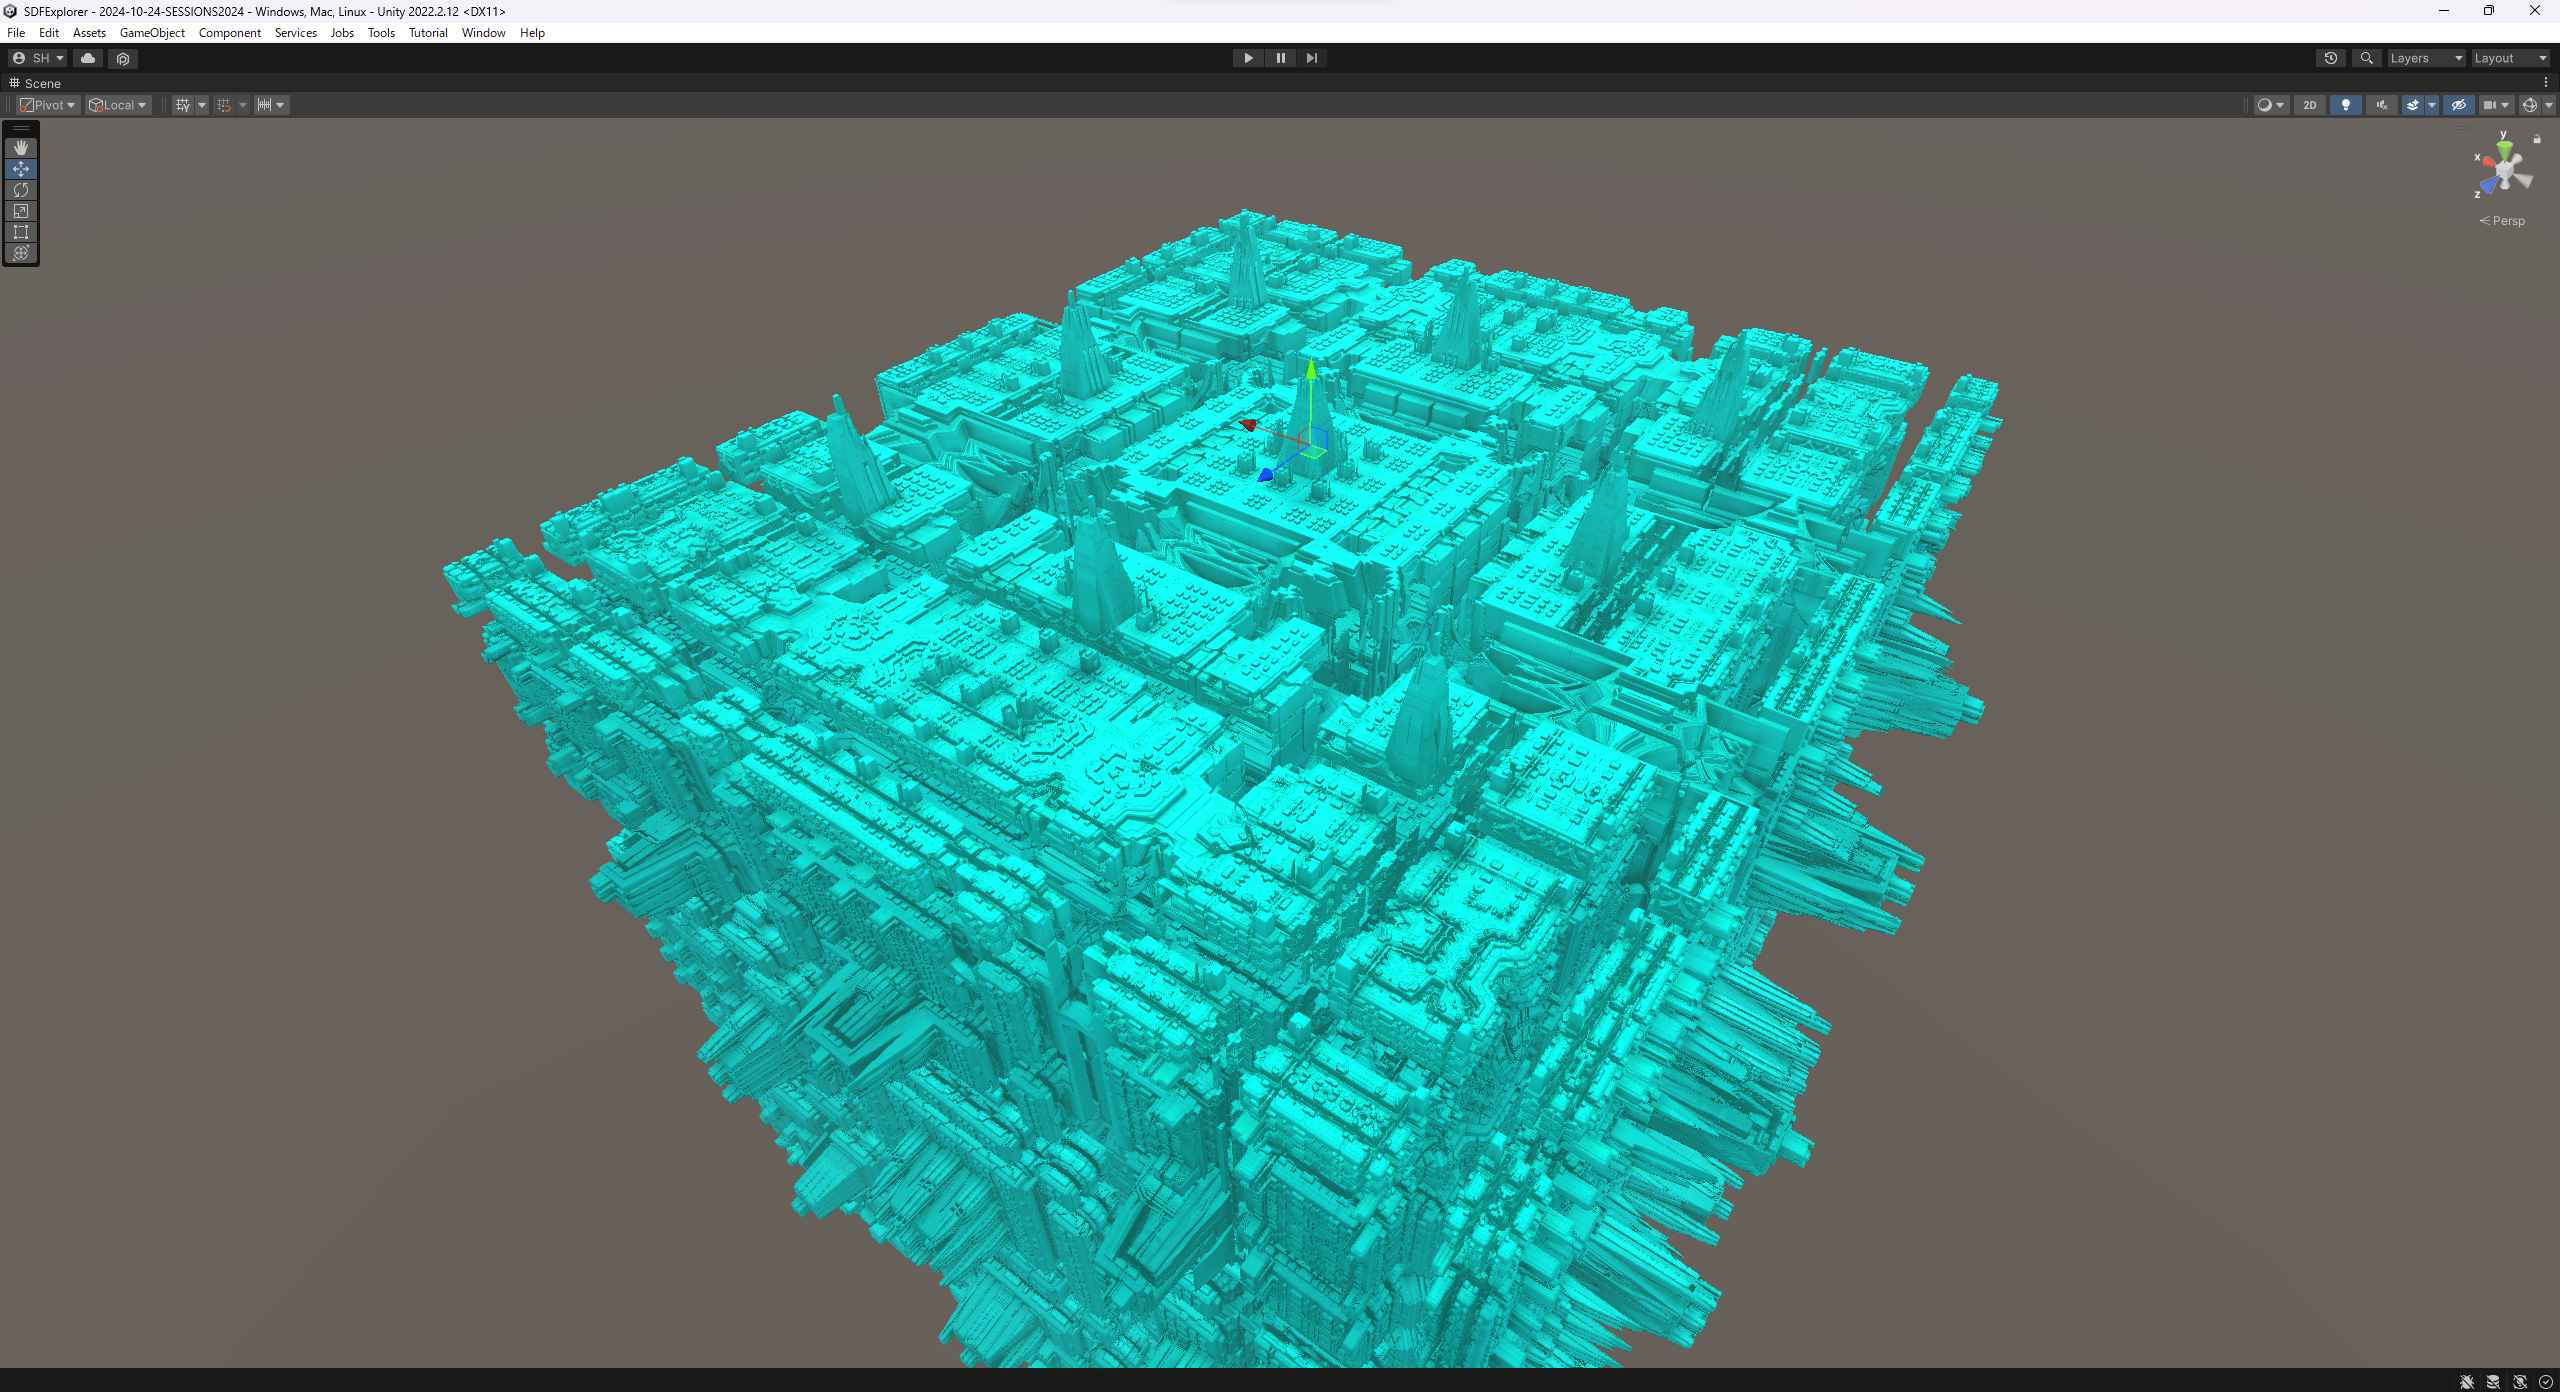 SDFExplorer - 2024-10-24-SESSIONS2024 - Windows, Mac, Linux - Unity 2022.2.12 <DX11>
File Edit Assets GameObject Component Services Jobs Tools Tutorial Window Help
SH Layers Layout
Scene
Pivot Local 2D
y
x
z
Persp